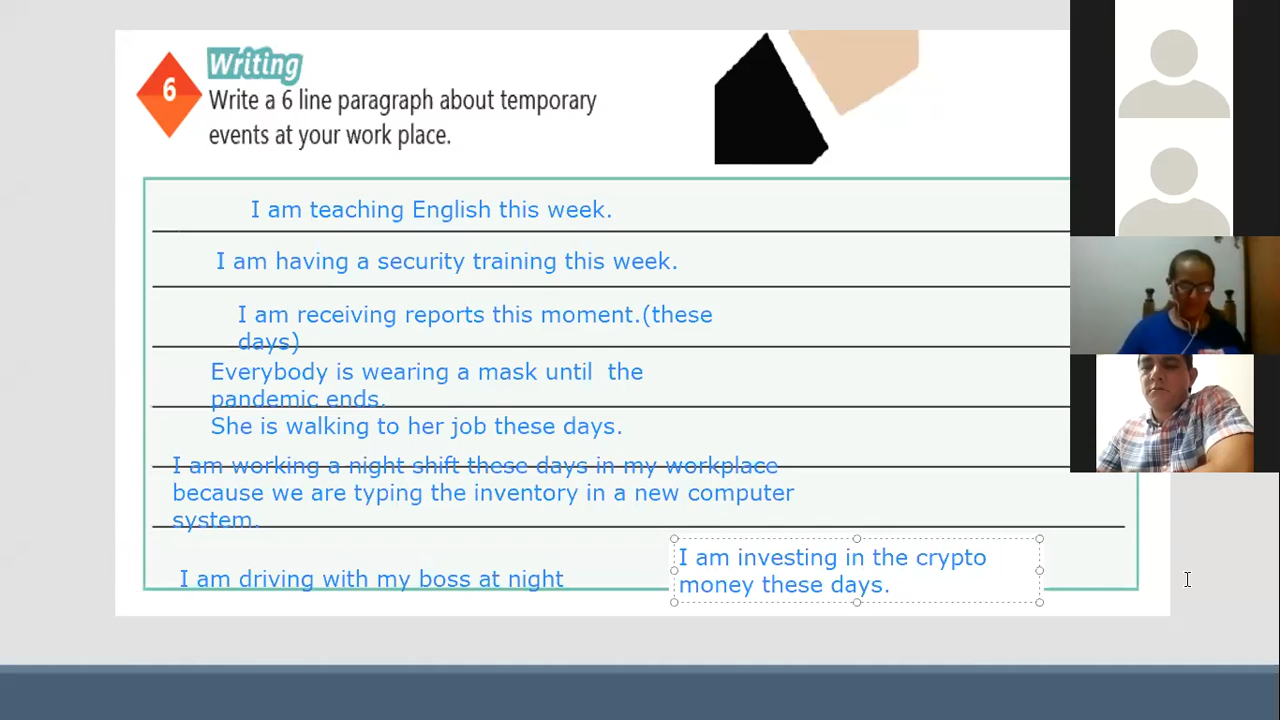 Writing
6
Write a 6 line paragraph about temporary
events at your work place.
I am teaching English this week.
I am having a security training this week.
I am receiving reports this moment.(these
days)
Everybody is wearing a mask until the
pandemic ends.
She is walking to her job these days.
I am working a night shift these days in my workplace
because we are typing the inventory in a new computer
system.
I am driving with my boss at night
I am investing in the crypto
money these days.